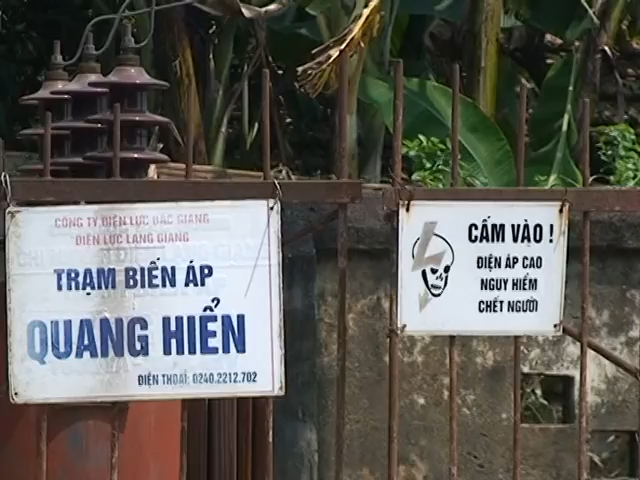 CÔNG TY ĐIỆN LỰC BẮC GIANG
ĐIỆN LỰC LẠNG GIANG
TRẠM BIẾN ÁP
QUANG HIỂN
ĐIỆN THOẠI: 0240.2212.702
CẤM VÀO !
ĐIỆN ÁP CAO
NGUY HIỂM
CHẾT NGƯỜI